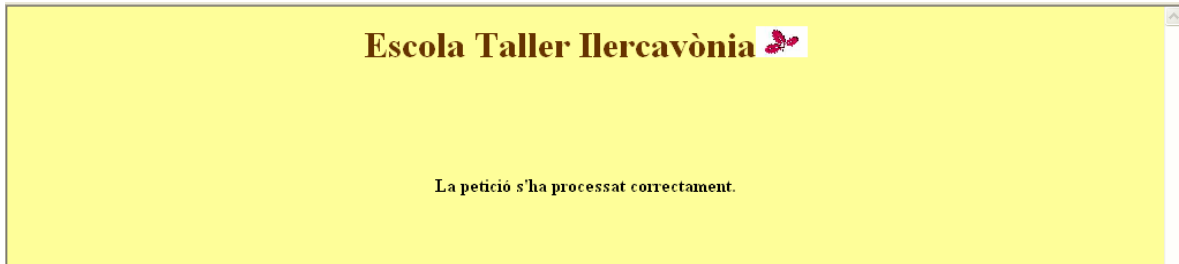 Escola Taller Ilercavònia
La petició s'ha processat correctament.